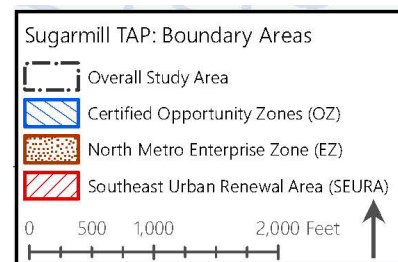 Sugarmill TAP: Boundary Areas
Overall Study Area
Certified Opportunity Zones (OZ)
North Metro Enterprise Zone (EZ)
Southeast Urban Renewal Area (SEURA)
0 500 1,000 2,000 Feet